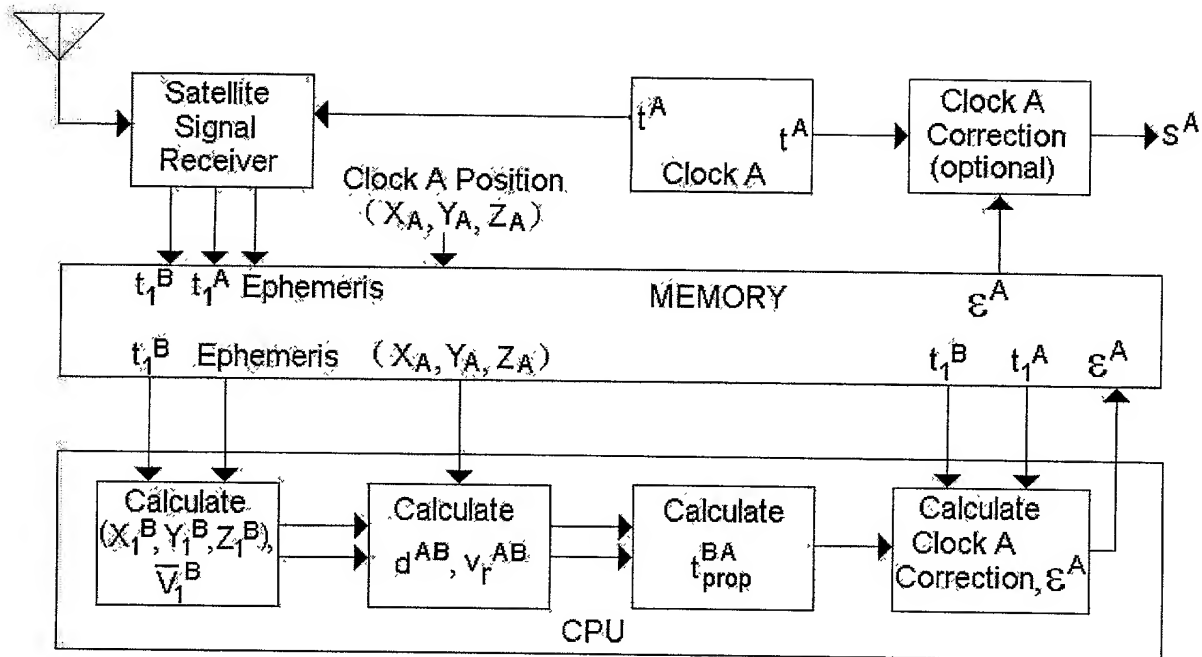 Satellite
Signal
Receiver
t^A
t^A
Clock A
Clock A
Correction
(optional)
S^A
Clock A Position
(X_A, Y_A, Z_A)
t_1^B t_1^A Ephemeris
MEMORY
ε^A
t_1^B Ephemeris (X_A, Y_A, Z_A)
t_1^B t_1^A ε^A
Calculate
(X_1^B, Y_1^B, Z_1^B),
V̅_1^B
Calculate
d^AB, v_r^AB
Calculate
t_prop^BA
Calculate
Clock A
Correction, ε^A
CPU